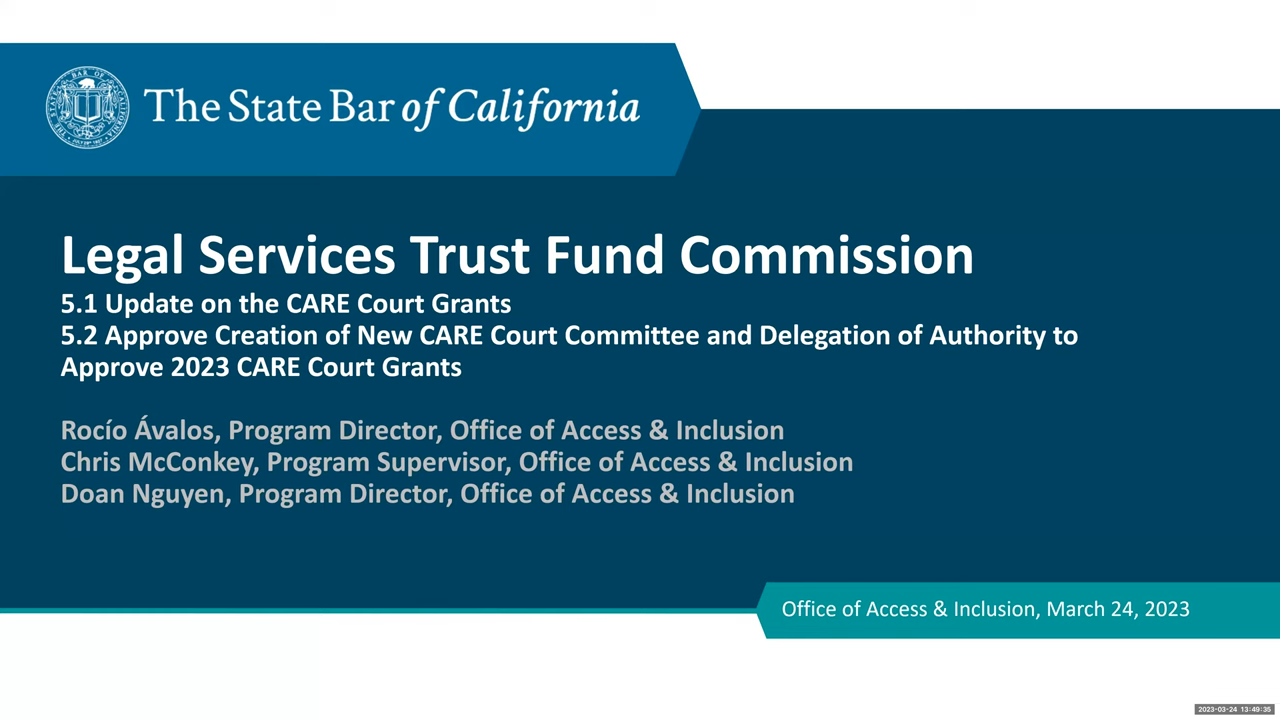 The State Bar of California
Legal Services Trust Fund Commission
5.1 Update on the CARE Court Grants
5.2 Approve Creation of New CARE Court Committee and Delegation of Authority to
Approve 2023 CARE Court Grants
Rocío Ávalos, Program Director, Office of Access & Inclusion
Chris McConkey, Program Supervisor, Office of Access & Inclusion
Doan Nguyen, Program Director, Office of Access & Inclusion
Office of Access & Inclusion, March 24, 2023
2023-03-24 13:49:35